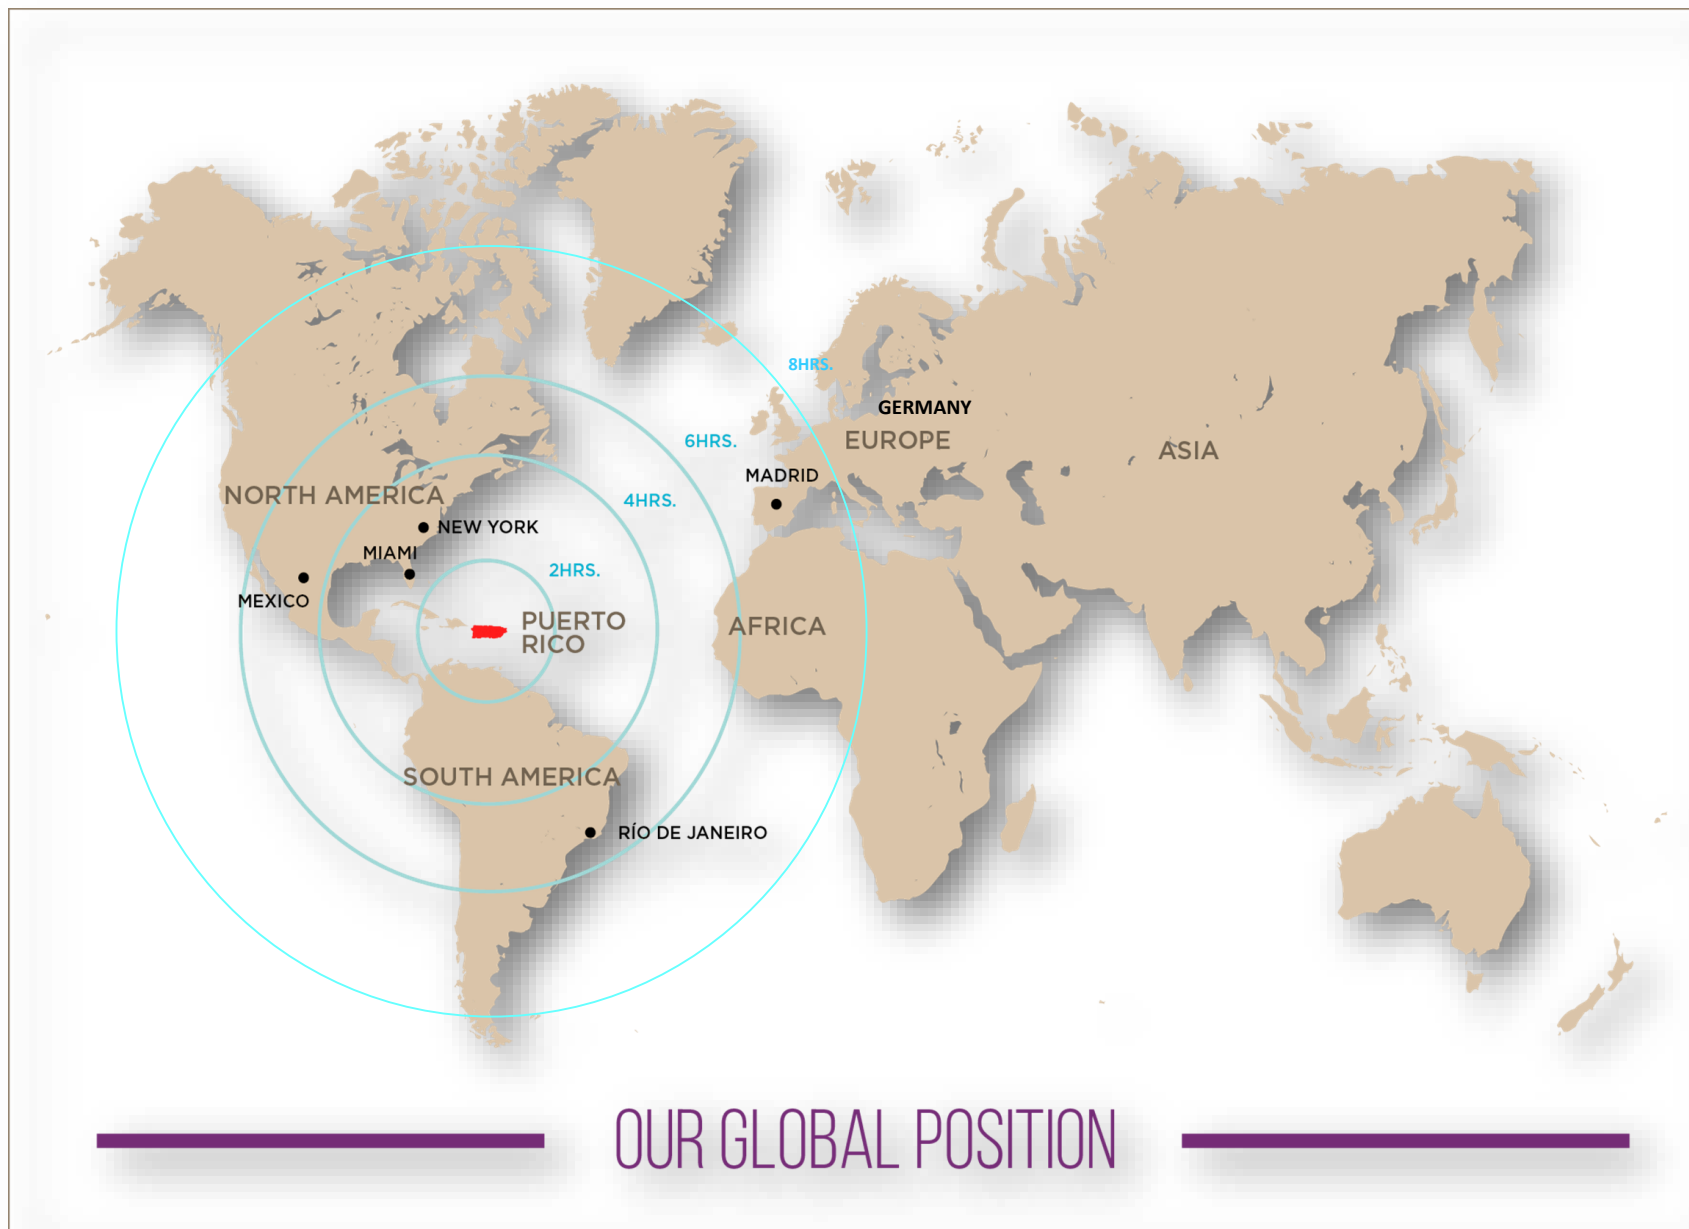 8HRS.
GERMANY
6HRS.
EUROPE
ASIA
MADRID
NORTH AMERICA
4HRS.
NEW YORK
MIAMI
2HRS.
MEXICO
PUERTO
RICO
AFRICA
SOUTH AMERICA
RÍO DE JANEIRO
OUR GLOBAL POSITION